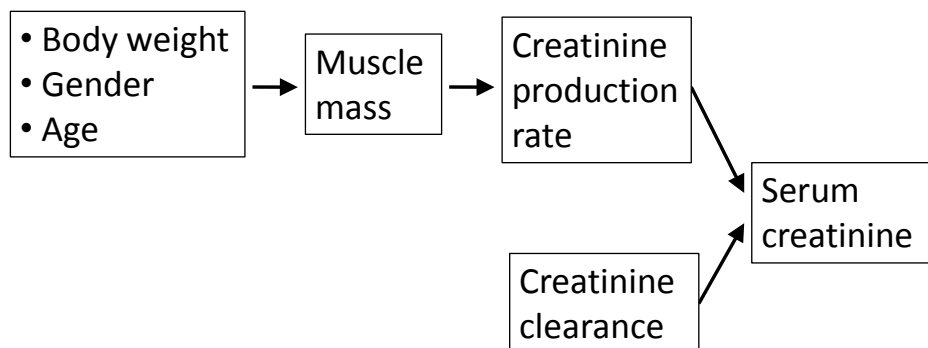 • Body weight
• Gender
• Age
Muscle
mass
Creatinine
production
rate
Serum
creatinine
Creatinine
clearance